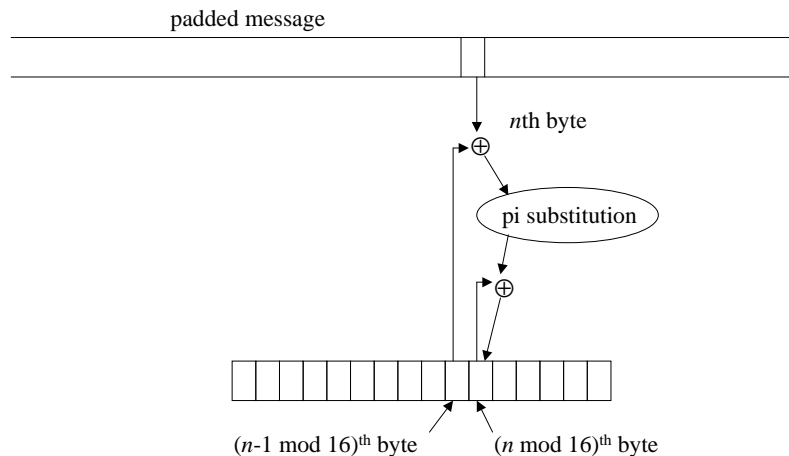 padded message
nth byte
pi substitution
(n-1 mod 16)th byte (n mod 16)th byte